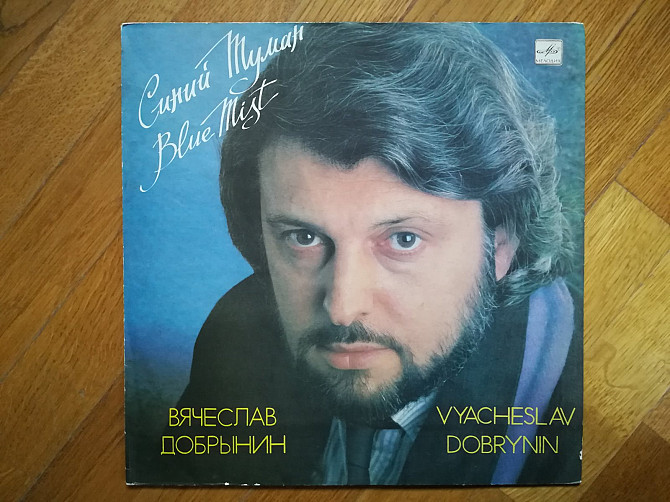 Синий Туман
Blue Mist
МЕЛОДИЯ
ВЯЧЕСЛАВ
ДОБРЫНИН
VYACHESLAV
DOBRYNIN